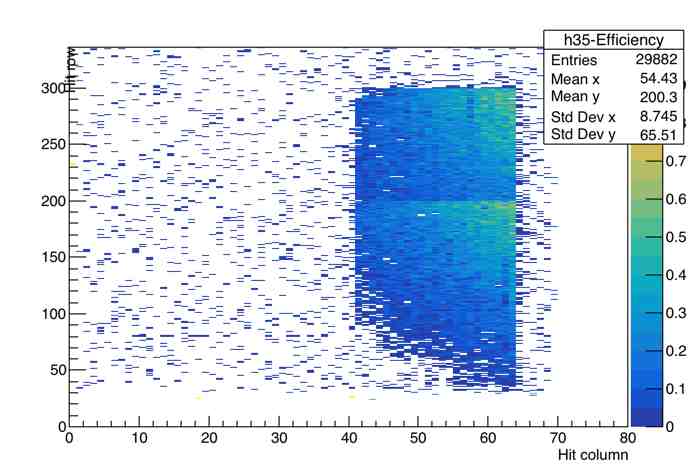 h35-Efficiency
Entries 29882
Mean x 54.43
Mean y 200.3
Std Dev x 8.745
Std Dev y 65.51
300
250
200
150
100
50
0
0 10 20 30 40 50 60 70 80
Hit column
0.7
0.6
0.5
0.4
0.3
0.2
0.1
0